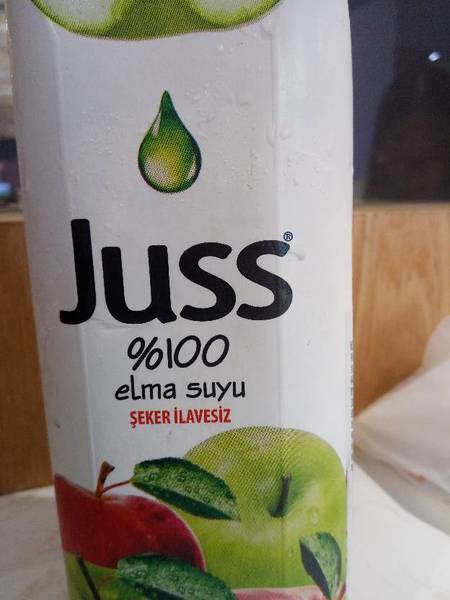 Juss®
%100
elma suyu
ŞEKER İLAVESİZ